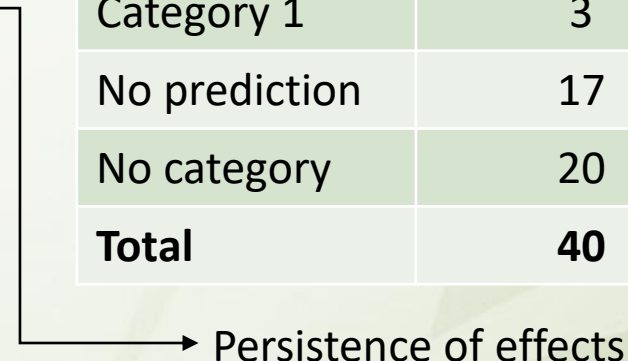 Category 1 3
No prediction 17
No category 20
Total 40
Persistence of effects